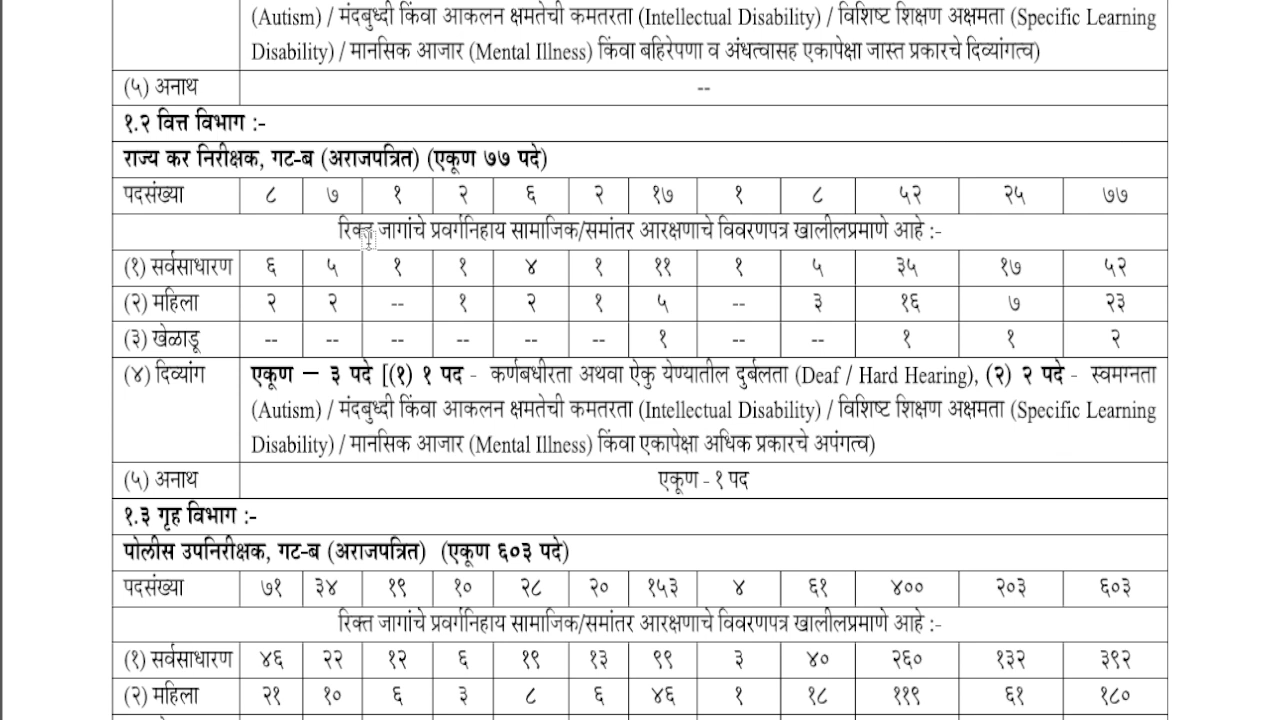 (Autism) / मंदबुध्दी किंवा आकलन क्षमतेची कमतरता (Intellectual Disability) / विशिष्ट शिक्षण अक्षमता (Specific Learning
Disability) / मानसिक आजार (Mental Illness) किंवा बहिरेपणा व अंधत्वासह एकापेक्षा जास्त प्रकारचे दिव्यांगत्व)
(५) अनाथ --
१.२ वित्त विभाग :-
राज्य कर निरीक्षक, गट-ब (अराजपत्रित) (एकूण ७७ पदे)
पदसंख्या ८ ७ १ २ ६ २ १७ १ ८ ५२ २५ ७७
रिक्त जागांचे प्रवर्गनिहाय सामाजिक/समांतर आरक्षणाचे विवरणपत्र खालीलप्रमाणे आहे :-
(१) सर्वसाधारण ६ ५ १ १ ४ १ ११ १ ५ ३५ १७ ५२
(२) महिला २ २ -- १ २ १ ५ -- ३ १६ ७ २३
(३) खेळाडू -- -- -- -- -- -- १ -- -- १ १ २
(४) दिव्यांग एकूण – ३ पदे [(१) १ पद - कर्णबधीरता अथवा ऐकु येण्यातील दुर्बलता (Deaf / Hard Hearing), (२) २ पदे - स्वमग्नता
(Autism) / मंदबुध्दी किंवा आकलन क्षमतेची कमतरता (Intellectual Disability) / विशिष्ट शिक्षण अक्षमता (Specific Learning
Disability) / मानसिक आजार (Mental Illness) किंवा एकापेक्षा अधिक प्रकारचे अपंगत्व)
(५) अनाथ एकूण - १ पद
१.३ गृह विभाग :-
पोलीस उपनिरीक्षक, गट-ब (अराजपत्रित) (एकूण ६०३ पदे)
पदसंख्या ७१ ३४ १९ १० २८ २० १५३ ४ ६१ ४०० २०३ ६०३
रिक्त जागांचे प्रवर्गनिहाय सामाजिक/समांतर आरक्षणाचे विवरणपत्र खालीलप्रमाणे आहे :-
(१) सर्वसाधारण ४६ २२ १२ ६ १९ १३ ९९ ३ ४० २६० १३२ ३९२
(२) महिला २१ १० ६ ३ ८ ६ ४६ १ १८ ११९ ६१ १८०